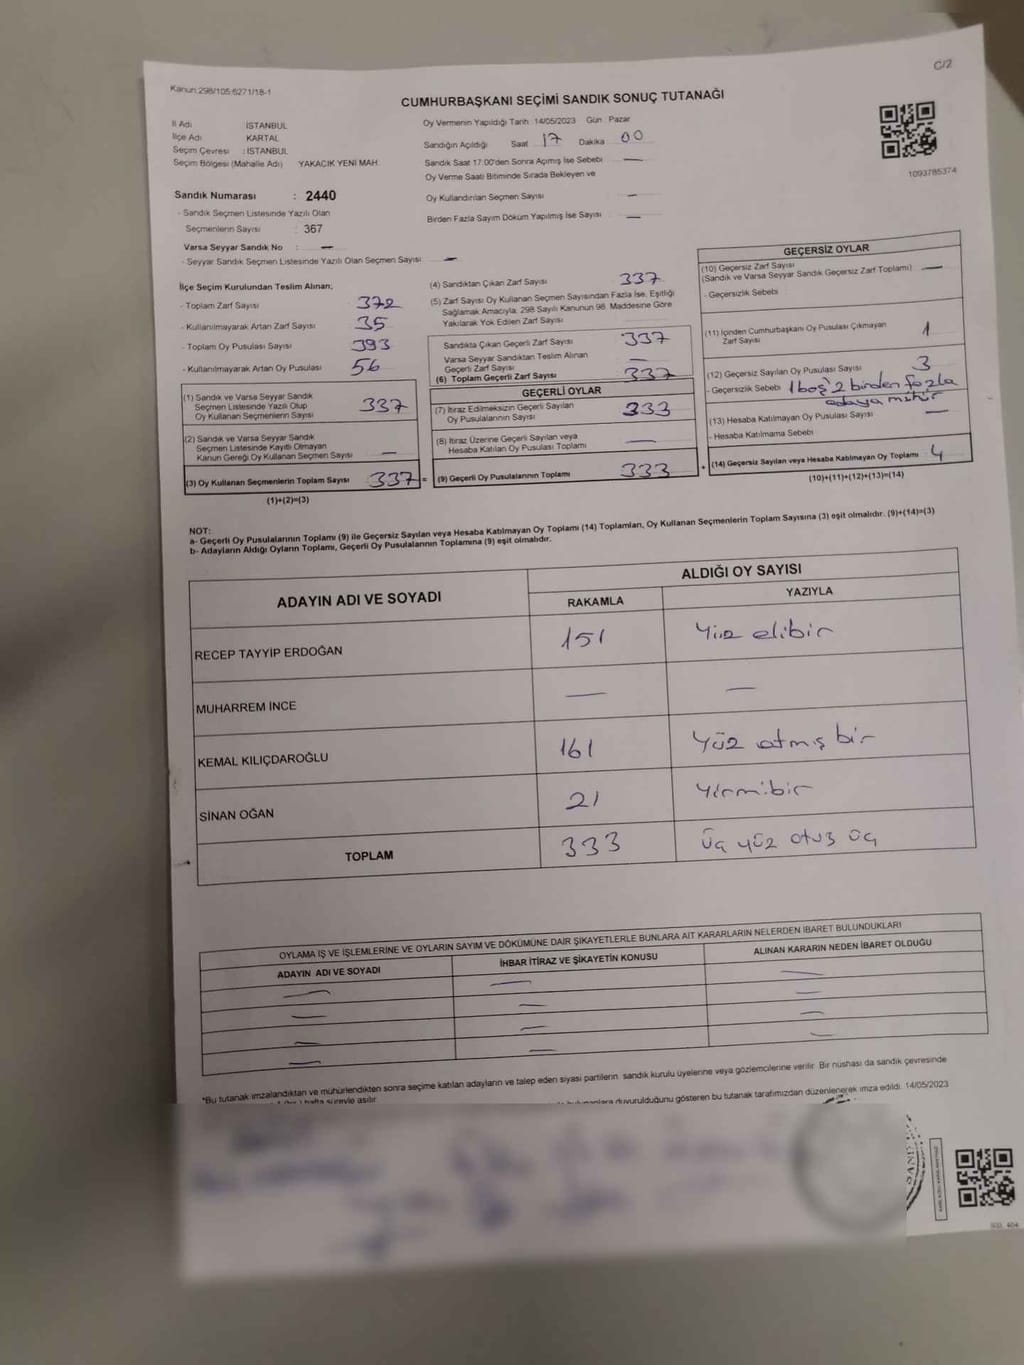 C/2
Kanun:298/105-6271/18-1
CUMHURBAŞKANI SEÇİMİ SANDIK SONUÇ TUTANAĞI
İl Adı İSTANBUL
İlçe Adı KARTAL
Seçim Çevresi : İSTANBUL
Seçim Bölgesi (Mahalle Adı) YAKACIK YENİ MAH.
Sandık Numarası : 2440
- Sandık Seçmen Listesinde Yazılı Olan
Seçmenlerin Sayısı : 367
Varsa Seyyar Sandık No : —
- Seyyar Sandık Seçmen Listesinde Yazılı Olan Seçmen Sayısı —
Oy Vermenin Yapıldığı Tarih 14/05/2023 Gün Pazar
Sandığın Açıldığı Saat 17 Dakika 00
Sandık Saat 17:00'den Sonra Açılmış İse Sebebi —
Oy Verme Saati Bitiminde Sırada Bekleyen ve
Oy Kullandırılan Seçmen Sayısı —
Birden Fazla Sayım Döküm Yapılmış İse Sayısı —
1093785374
İlçe Seçim Kurulundan Teslim Alınan;
- Toplam Zarf Sayısı 372
- Kullanılmayarak Artan Zarf Sayısı 35
- Toplam Oy Pusulası Sayısı 393
- Kullanılmayarak Artan Oy Pusulası 56
(1) Sandık ve Varsa Seyyar Sandık
Seçmen Listesinde Yazılı Olup
Oy Kullanan Seçmenlerin Sayısı 337
(2) Sandık ve Varsa Seyyar Sandık
Seçmen Listesinde Kayıtlı Olmayan
Kanun Gereği Oy Kullanan Seçmen Sayısı —
(3) Oy Kullanan Seçmenlerin Toplam Sayısı 337 =
(1)+(2)=(3)
(4) Sandıktan Çıkan Zarf Sayısı 337
(5) Zarf Sayısı Oy Kullanan Seçmen Sayısından Fazla İse, Eşitliği
Sağlamak Amacıyla; 298 Sayılı Kanunun 98. Maddesine Göre
Yakılarak Yok Edilen Zarf Sayısı
Sandıkta Çıkan Geçerli Zarf Sayısı 337
Varsa Seyyar Sandıktan Teslim Alınan
Geçerli Zarf Sayısı —
(6) Toplam Geçerli Zarf Sayısı 337
GEÇERLİ OYLAR
(7) İtiraz Edilmeksizin Geçerli Sayılan
Oy Pusulalarının Sayısı 333
(8) İtiraz Üzerine Geçerli Sayılan veya
Hesaba Katılan Oy Pusulası Toplamı —
(9) Geçerli Oy Pusulalarının Toplamı 333 +
GEÇERSİZ OYLAR
(10) Geçersiz Zarf Sayısı
(Sandık ve Varsa Seyyar Sandık Geçersiz Zarf Toplamı) —
- Geçersizlik Sebebi
(11) İçinden Cumhurbaşkanı Oy Pusulası Çıkmayan
Zarf Sayısı 1
(12) Geçersiz Sayılan Oy Pusulası Sayısı 3
- Geçersizlik Sebebi 1 boş 2 birden fazla
adaya mühür
(13) Hesaba Katılmayan Oy Pusulası Sayısı —
- Hesaba Katılmama Sebebi
(14) Geçersiz Sayılan veya Hesaba Katılmayan Oy Toplamı 4
(10)+(11)+(12)+(13)=(14)
NOT:
a- Geçerli Oy Pusulalarının Toplamı (9) ile Geçersiz Sayılan veya Hesaba Katılmayan Oy Toplamı (14) Toplamları, Oy Kullanan Seçmenlerin Toplam Sayısına (3) eşit olmalıdır. (9)+(14)=(3)
b- Adayların Aldığı Oyların Toplamı, Geçerli Oy Pusulalarının Toplamına (9) eşit olmalıdır.
ADAYIN ADI VE SOYADI
ALDIĞI OY SAYISI
RAKAMLA YAZIYLA
RECEP TAYYİP ERDOĞAN 151 Yüz elibir
MUHARREM İNCE — —
KEMAL KILIÇDAROĞLU 161 Yüz atmış bir
SİNAN OĞAN 21 Yirmibir
TOPLAM 333 Üç yüz otuz üç
OYLAMA İŞ VE İŞLEMLERİNE VE OYLARIN SAYIM VE DÖKÜMÜNE DAİR ŞİKAYETLERLE BUNLARA AİT KARARLARIN NELERDEN İBARET BULUNDUKLARI
ADAYIN ADI VE SOYADI İHBAR İTİRAZ VE ŞİKAYETİN KONUSU ALINAN KARARIN NEDEN İBARET OLDUĞU
— — —
— — —
— — —
— — —
*Bu tutanak imzalandıktan ve mühürlendikten sonra seçime katılan adayların ve talep eden siyasi partilerin sandık kurulu üyelerine veya gözlemcilerine verilir. Bir nüshası da sandık çevresinde
hafta süreyle asılır. duyurulduğunu gösteren bu tutanak tarafımızdan düzenlenerek imza edildi. 14/05/2023